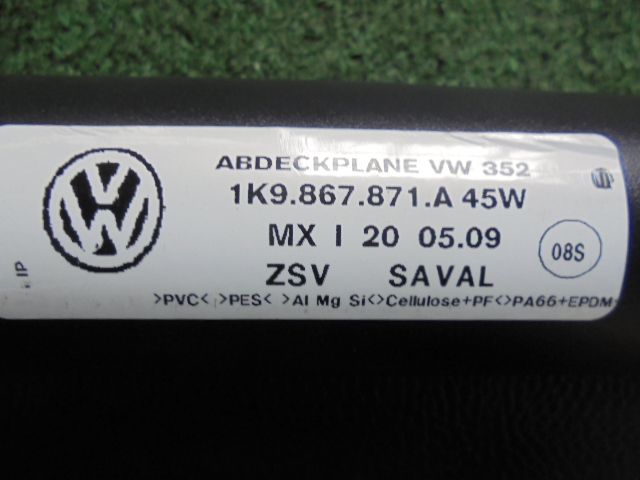 ABDECKPLANE VW 352
1K9.867.871.A 45W
MX I 20 05.09
08S
ZSV SAVAL
>PVC< >PES< >Al Mg Si<>Cellulose+PF<>PA66+EPDM
IP